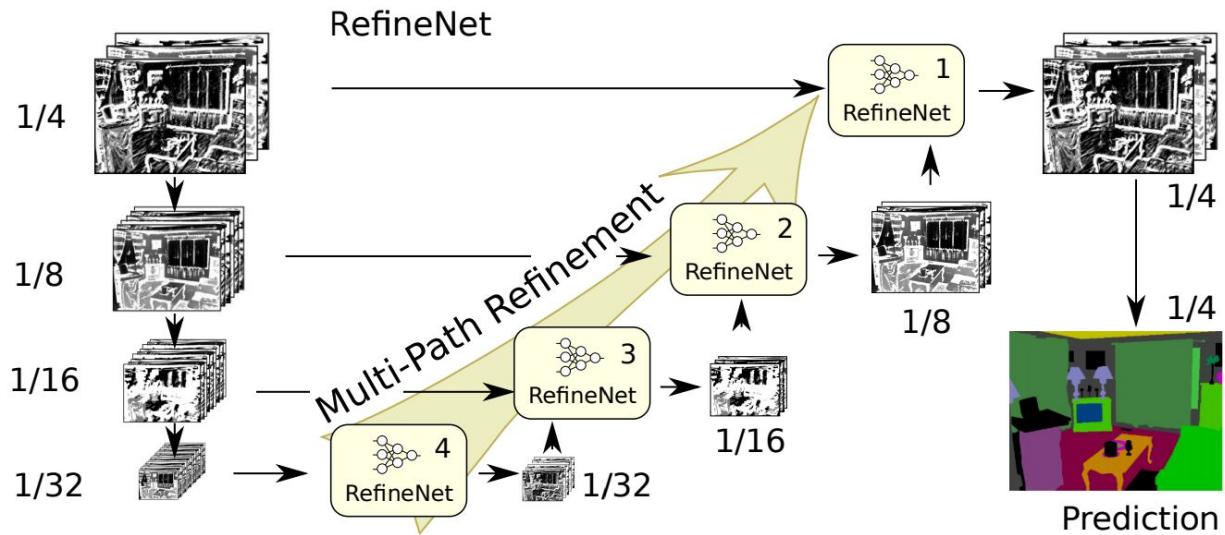 RefineNet
1/4
1
RefineNet
1/4
1/8
2
RefineNet
1/8
1/4
Multi-Path Refinement
1/16
3
RefineNet
1/16
1/32
4
RefineNet
1/32
Prediction